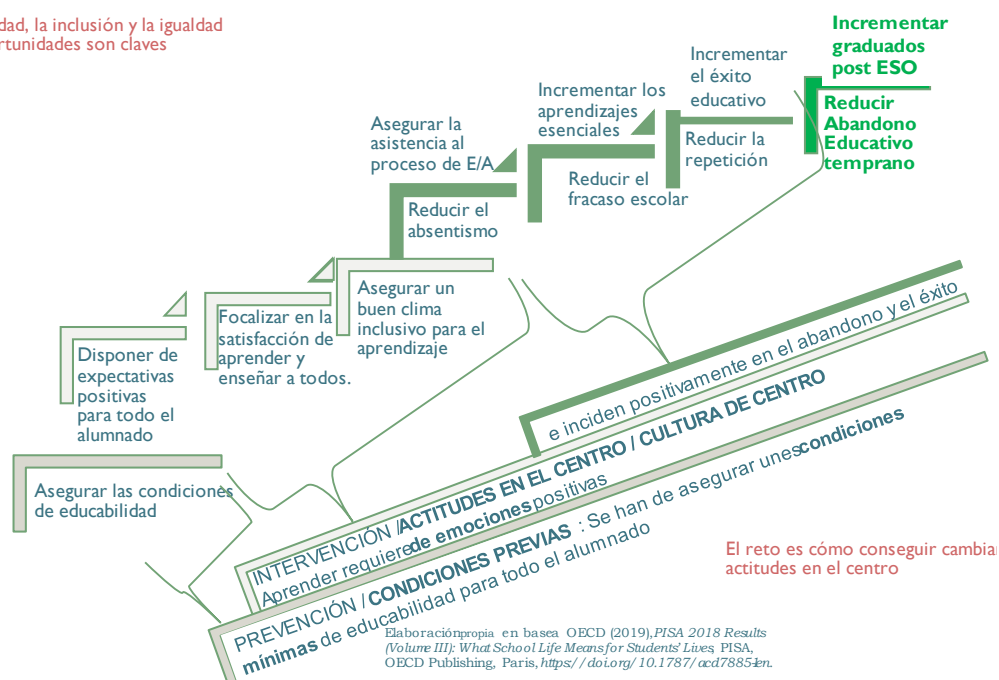 dad, la inclusión y la igualdad
rtunidades son claves
Incrementar
graduados
post ESO
Reducir
Abandono
Educativo
temprano
Incrementar
el éxito
educativo
Reducir la
repetición
Incrementar los
aprendizajes
esenciales
Reducir el
fracaso escolar
Asegurar la
asistencia al
proceso de E/A
Reducir el
absentismo
Asegurar un
buen clima
inclusivo para el
aprendizaje
Focalizar en la
satisfacción de
aprender y
enseñar a todos.
Disponer de
expectativas
positivas
para todo el
alumnado
Asegurar las condiciones
de educabilidad
e inciden positivamente en el abandono y el éxito
INTERVENCIÓN /ACTITUDES EN EL CENTRO / CULTURA DE CENTRO
Aprender requiere de emociones positivas
PREVENCIÓN / CONDICIONES PREVIAS : Se han de asegurar unes condiciones
mínimas de educabilidad para todo el alumnado
El reto es cómo conseguir cambiar
actitudes en el centro
Elaboración propia en base a OECD (2019), PISA 2018 Results
(Volume III): What School Life Means for Students' Lives, PISA,
OECD Publishing, Paris, https//doi.org/10.1787/acd78851-en.